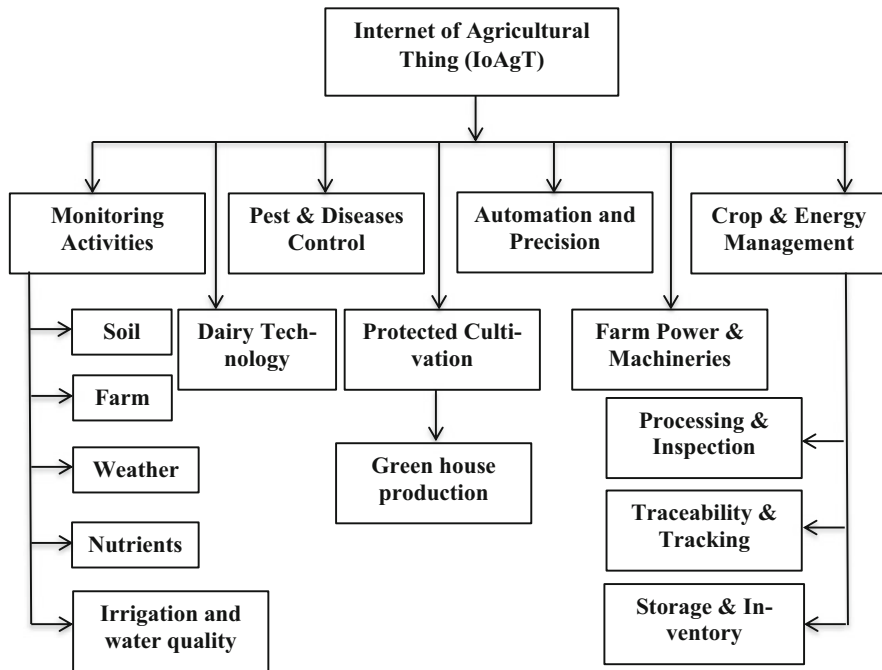 Internet of Agricultural
Thing (IoAgT)
Monitoring
Activities
Pest & Diseases
Control
Automation and
Precision
Crop & Energy
Management
Soil
Farm
Weather
Nutrients
Irrigation and
water quality
Dairy Tech-
nology
Protected Culti-
vation
Green house
production
Farm Power &
Machineries
Processing &
Inspection
Traceability &
Tracking
Storage & In-
ventory